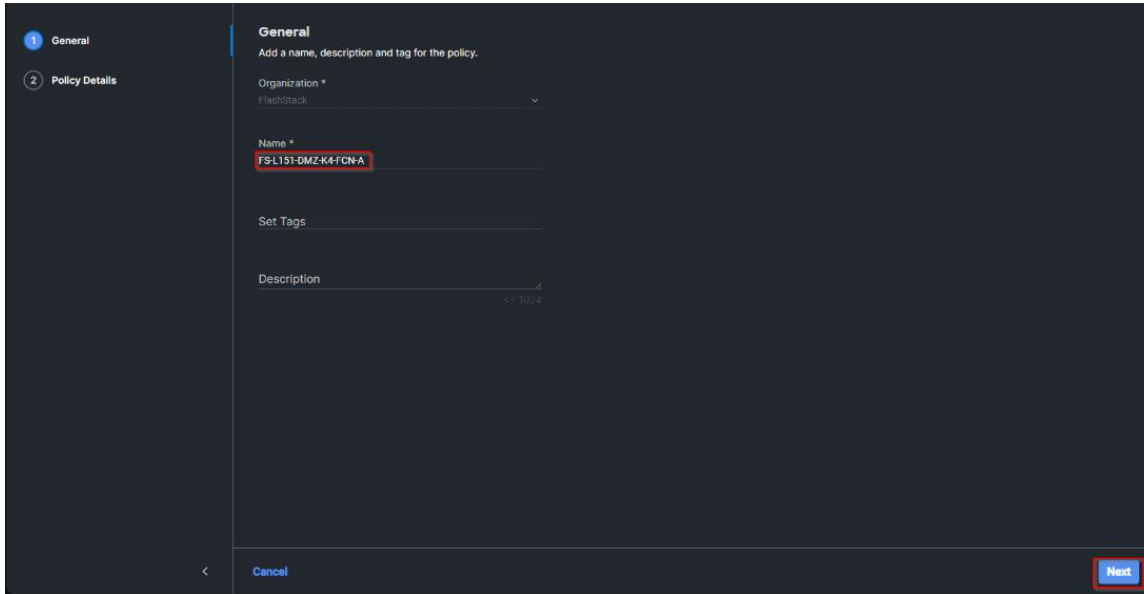 1 General
2 Policy Details
General
Add a name, description and tag for the policy.
Organization *
FlashStack
Name *
FS-L151-DMZ-K4-FCN-A
Set Tags
Description
<= 1024
Cancel
Next